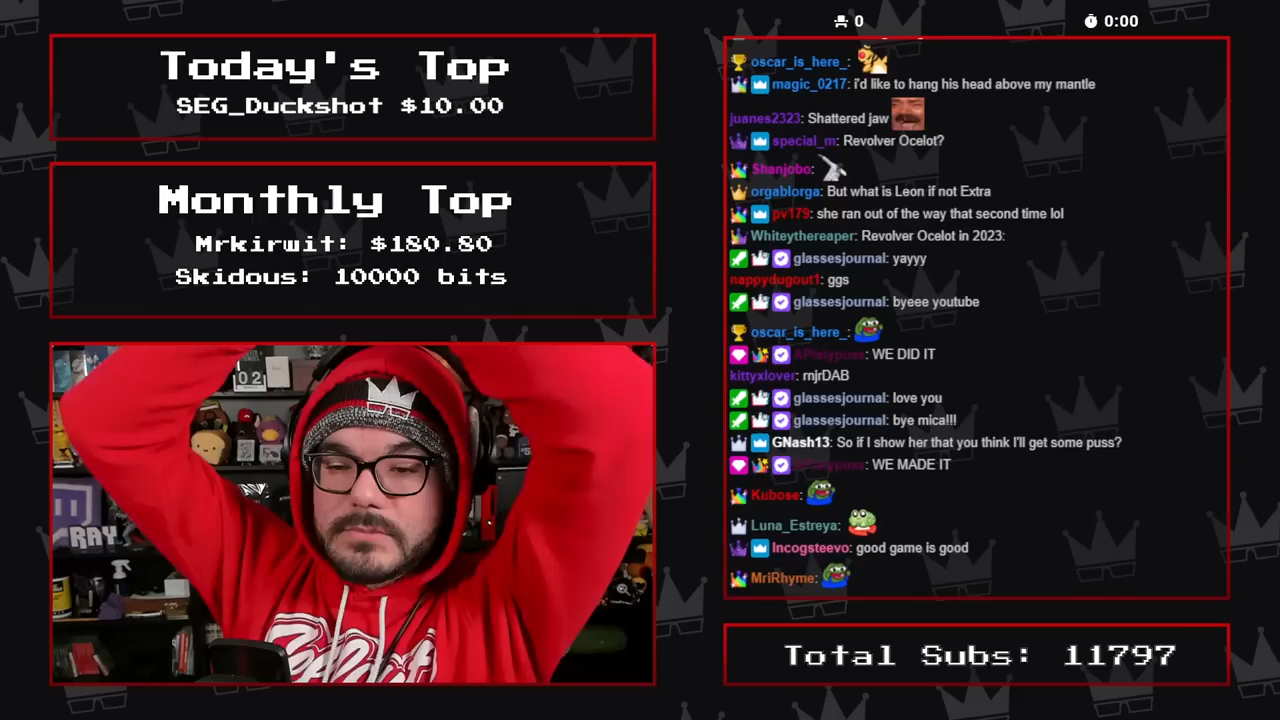 Today's Top
SEG_Duckshot $10.00
Monthly Top
Mrkirwit: $180.80
Skidous: 10000 bits
02
RAY
0
0:00
oscar_is_here_:
magic_0217: i'd like to hang his head above my mantle
juanes2323: Shattered jaw
special_m: Revolver Ocelot?
Shanjobo:
orgablorga: But what is Leon if not Extra
pv179: she ran out of the way that second time lol
Whiteythereaper: Revolver Ocelot in 2023:
glassesjournal: yayyy
nappydugout1: ggs
glassesjournal: byeee youtube
oscar_is_here_:
APlatypuss: WE DID IT
kittyxlover: rnjrDAB
glassesjournal: love you
glassesjournal: bye mica!!!
GNash13: So if I show her that you think I'll get some puss?
APlatypuss: WE MADE IT
Kubose:
Luna_Estreya:
Incogsteevo: good game is good
MriRhyme:
Total Subs: 11797